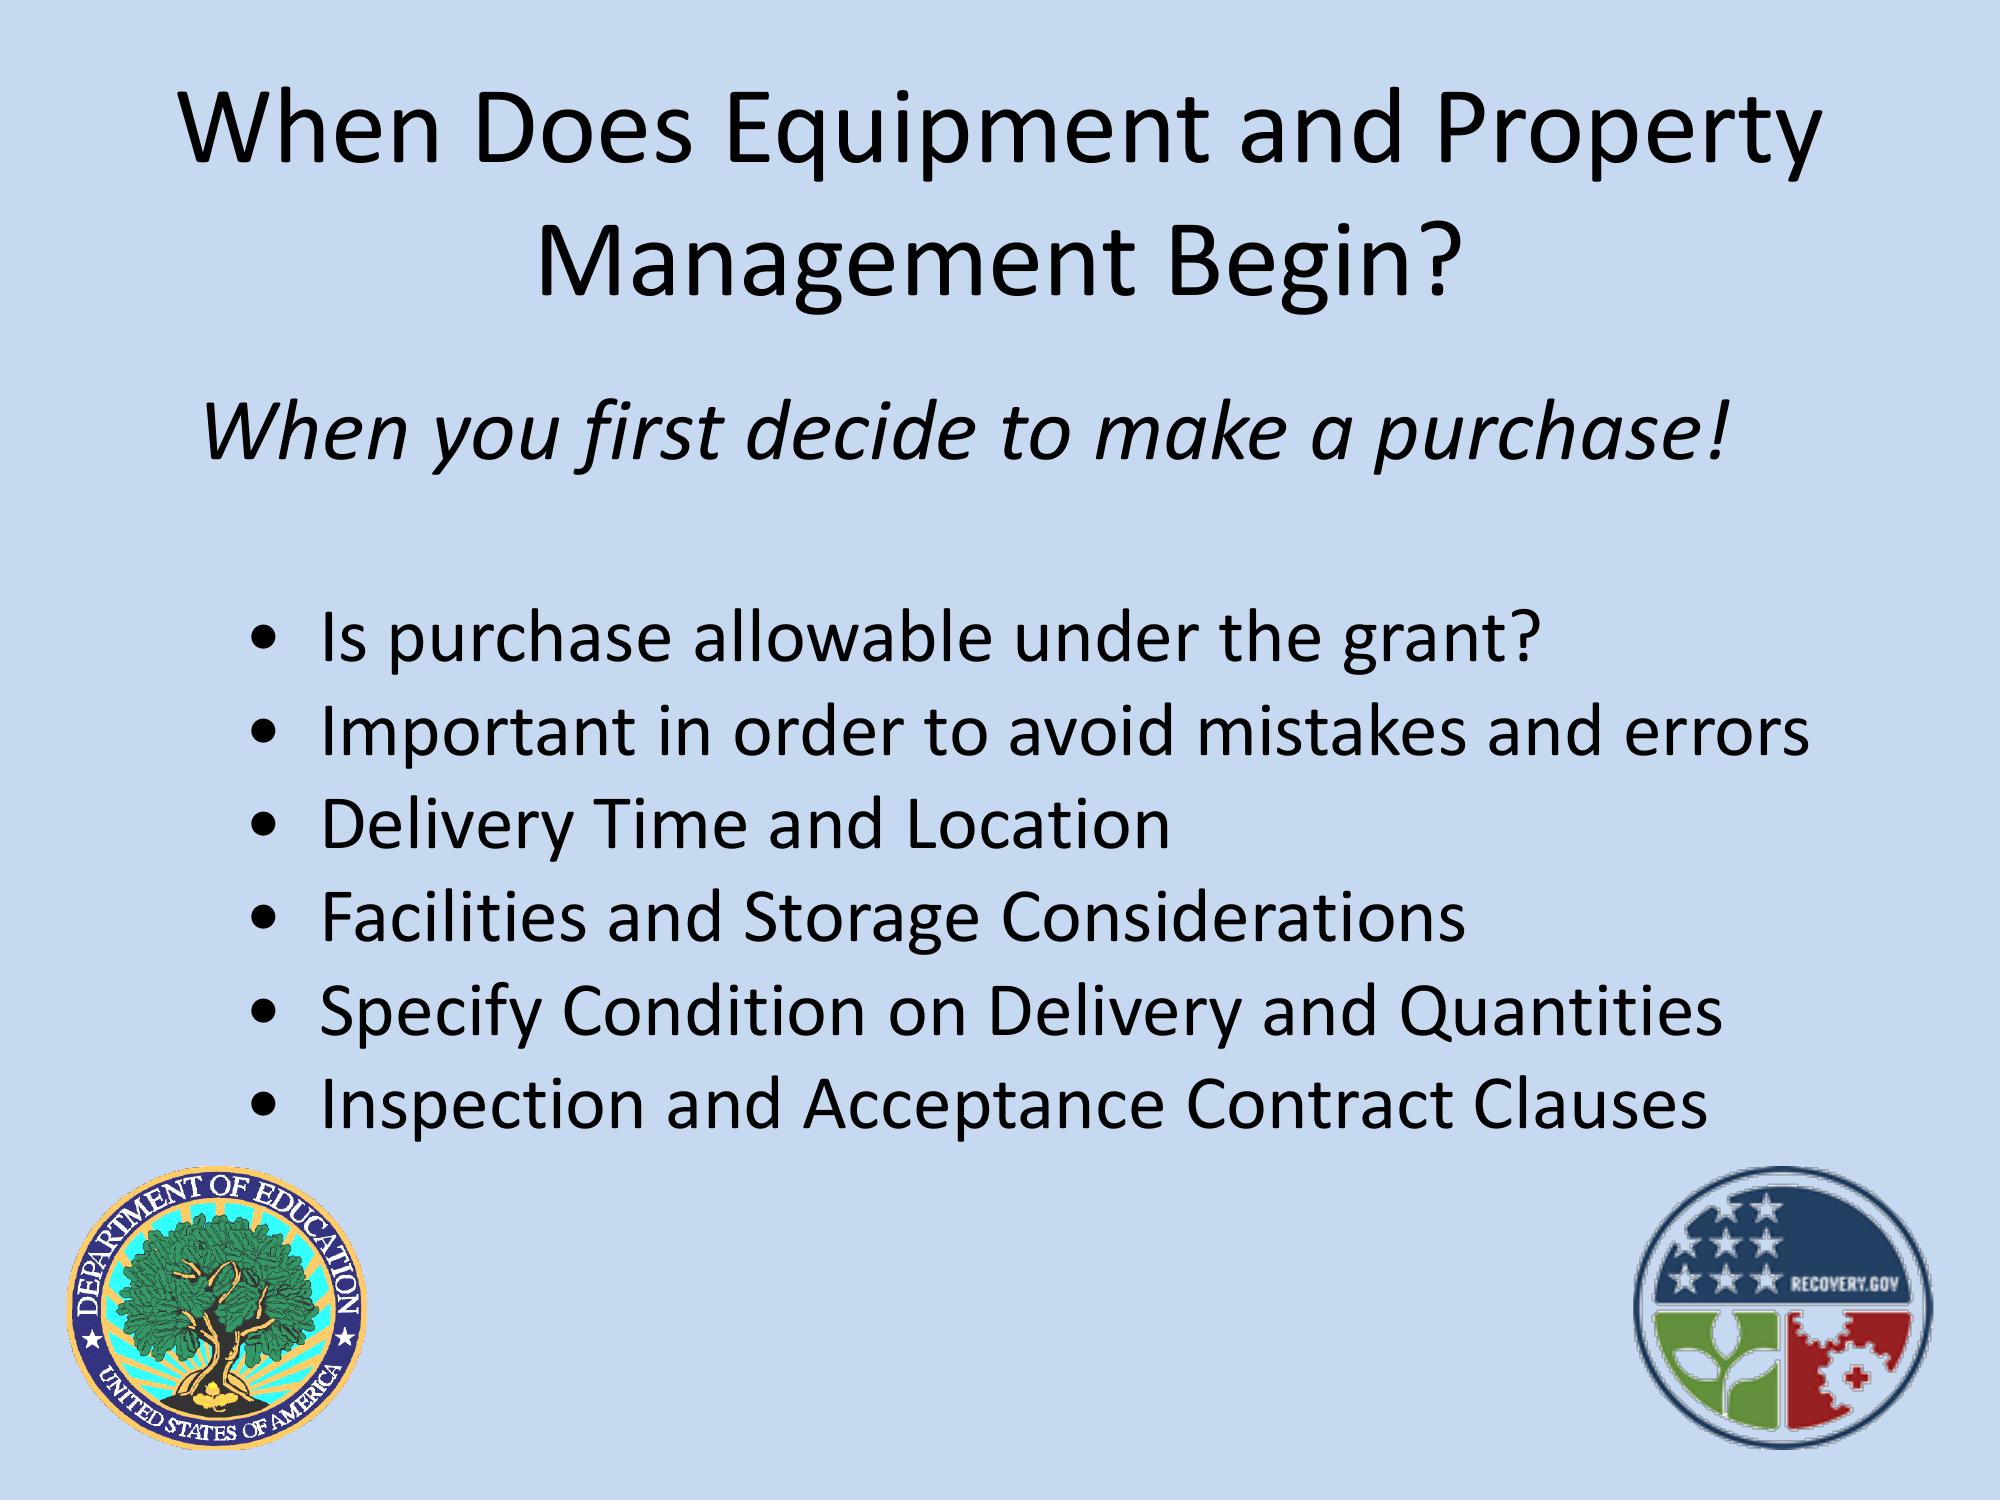 When Does Equipment and Property
Management Begin?
When you first decide to make a purchase!
• Is purchase allowable under the grant?
• Important in order to avoid mistakes and errors
• Delivery Time and Location
• Facilities and Storage Considerations
• Specify Condition on Delivery and Quantities
• Inspection and Acceptance Contract Clauses
DEPARTMENT OF EDUCATION
UNITED STATES OF AMERICA
RECOVERY.GOV